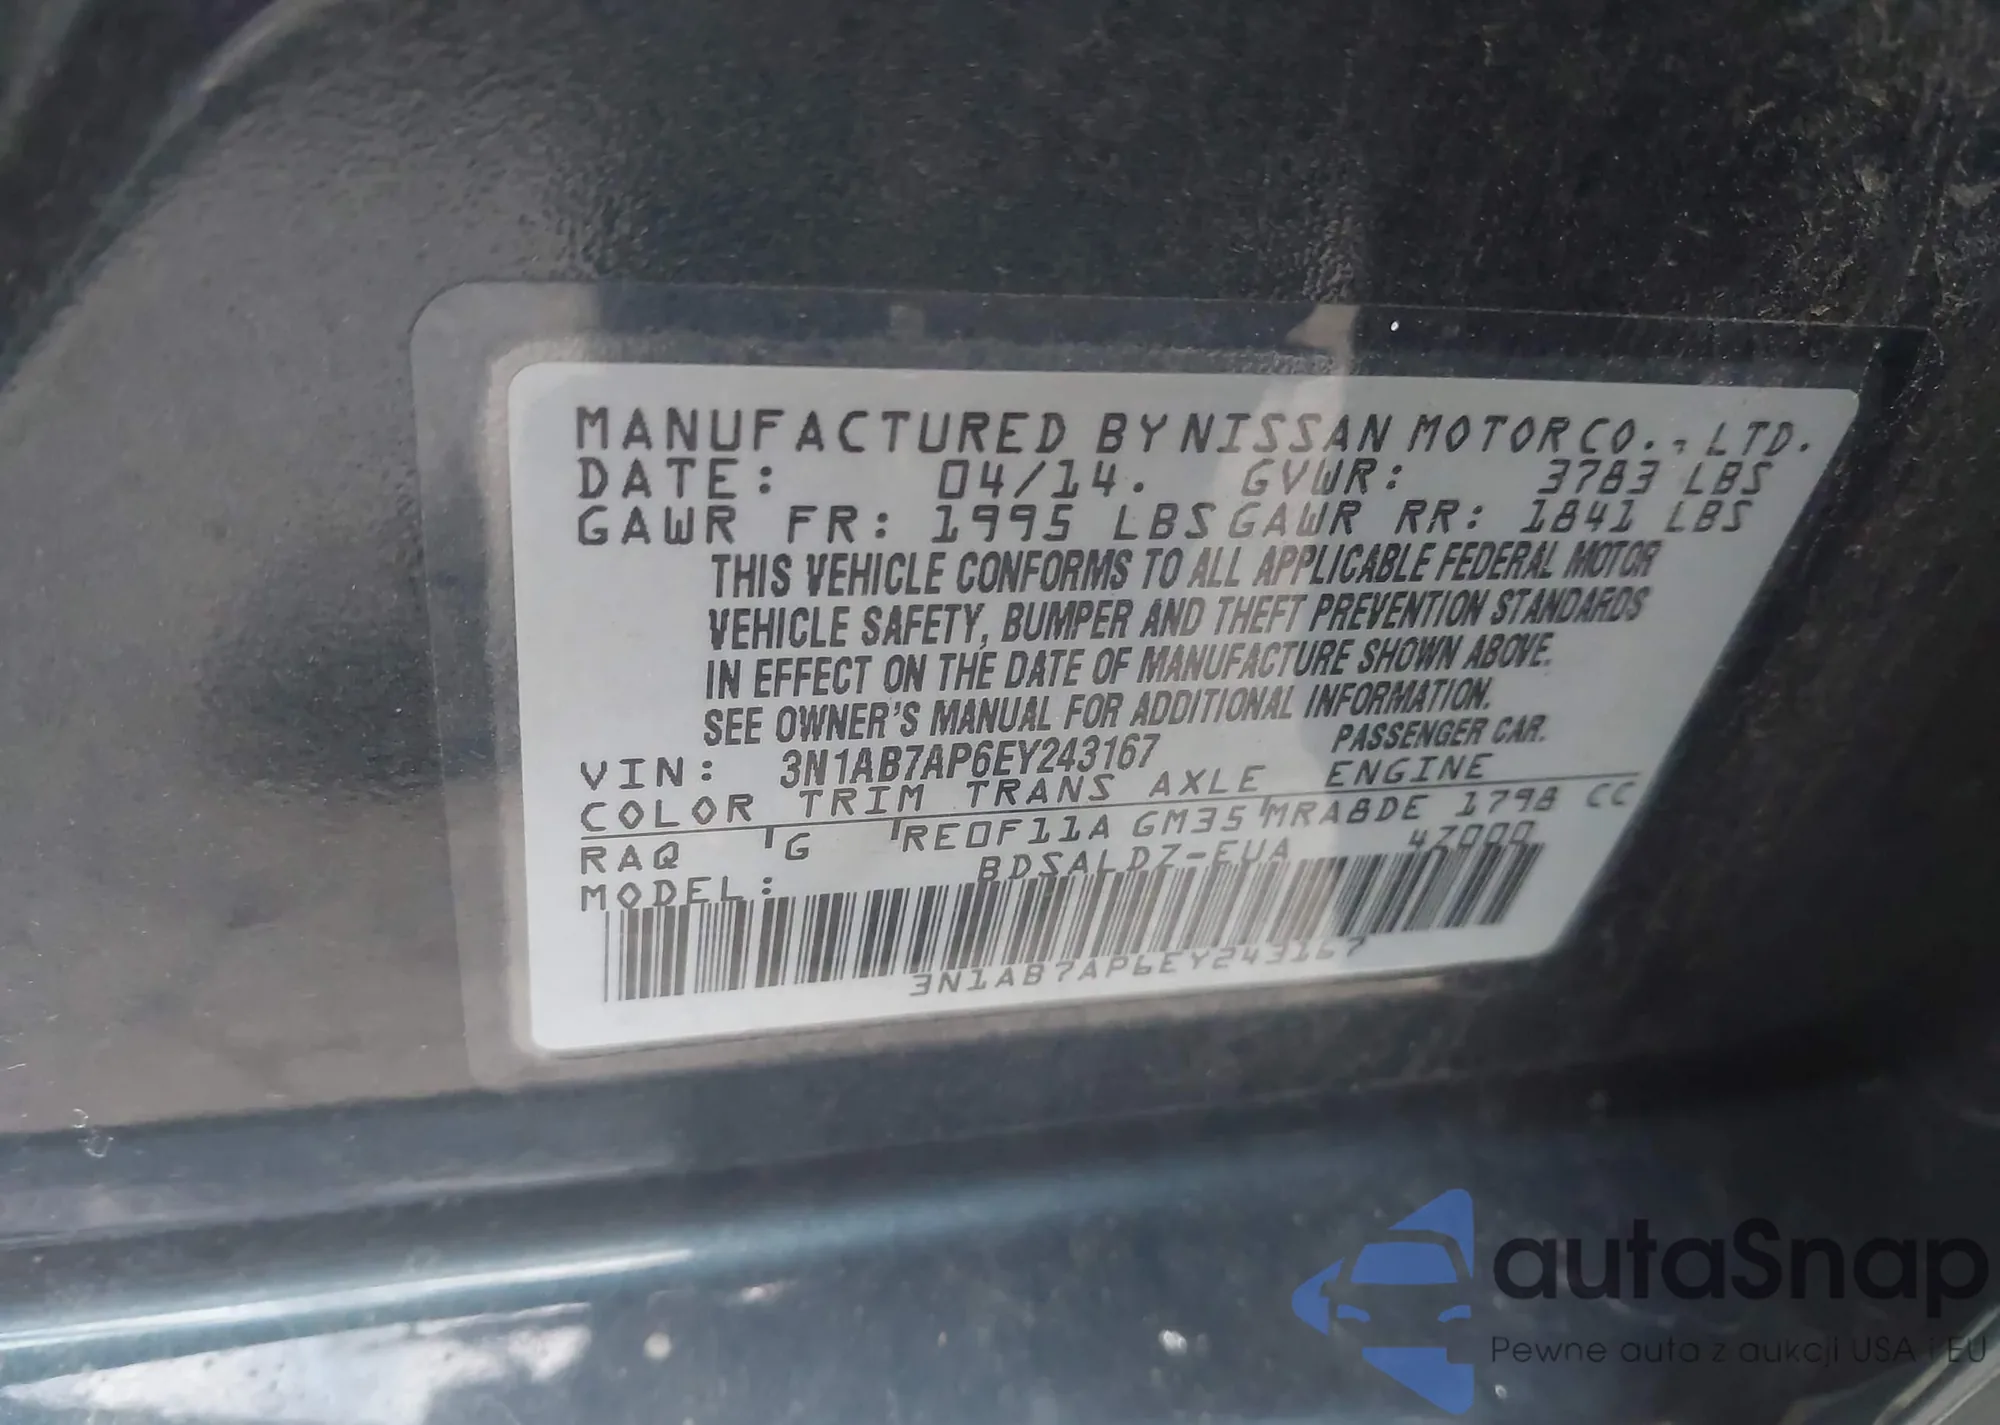 MANUFACTURED BY NISSAN MOTOR CO., LTD.
DATE: 04/14. GVWR: 3783 LBS
GAWR FR: 1995 LBS GAWR RR: 1841 LBS
THIS VEHICLE CONFORMS TO ALL APPLICABLE FEDERAL MOTOR
VEHICLE SAFETY, BUMPER AND THEFT PREVENTION STANDARDS
IN EFFECT ON THE DATE OF MANUFACTURE SHOWN ABOVE.
SEE OWNER'S MANUAL FOR ADDITIONAL INFORMATION.
VIN: 3N1AB7AP6EY243167 PASSENGER CAR.
COLOR TRIM TRANS AXLE ENGINE
RAQ G RE0F11A GM35 MRA8DE 1798 CC
MODEL: BDSALDZ-EUA 4Z000
3N1AB7AP6EY243167
autaSnap
Pewne auta z aukcji USA i EU